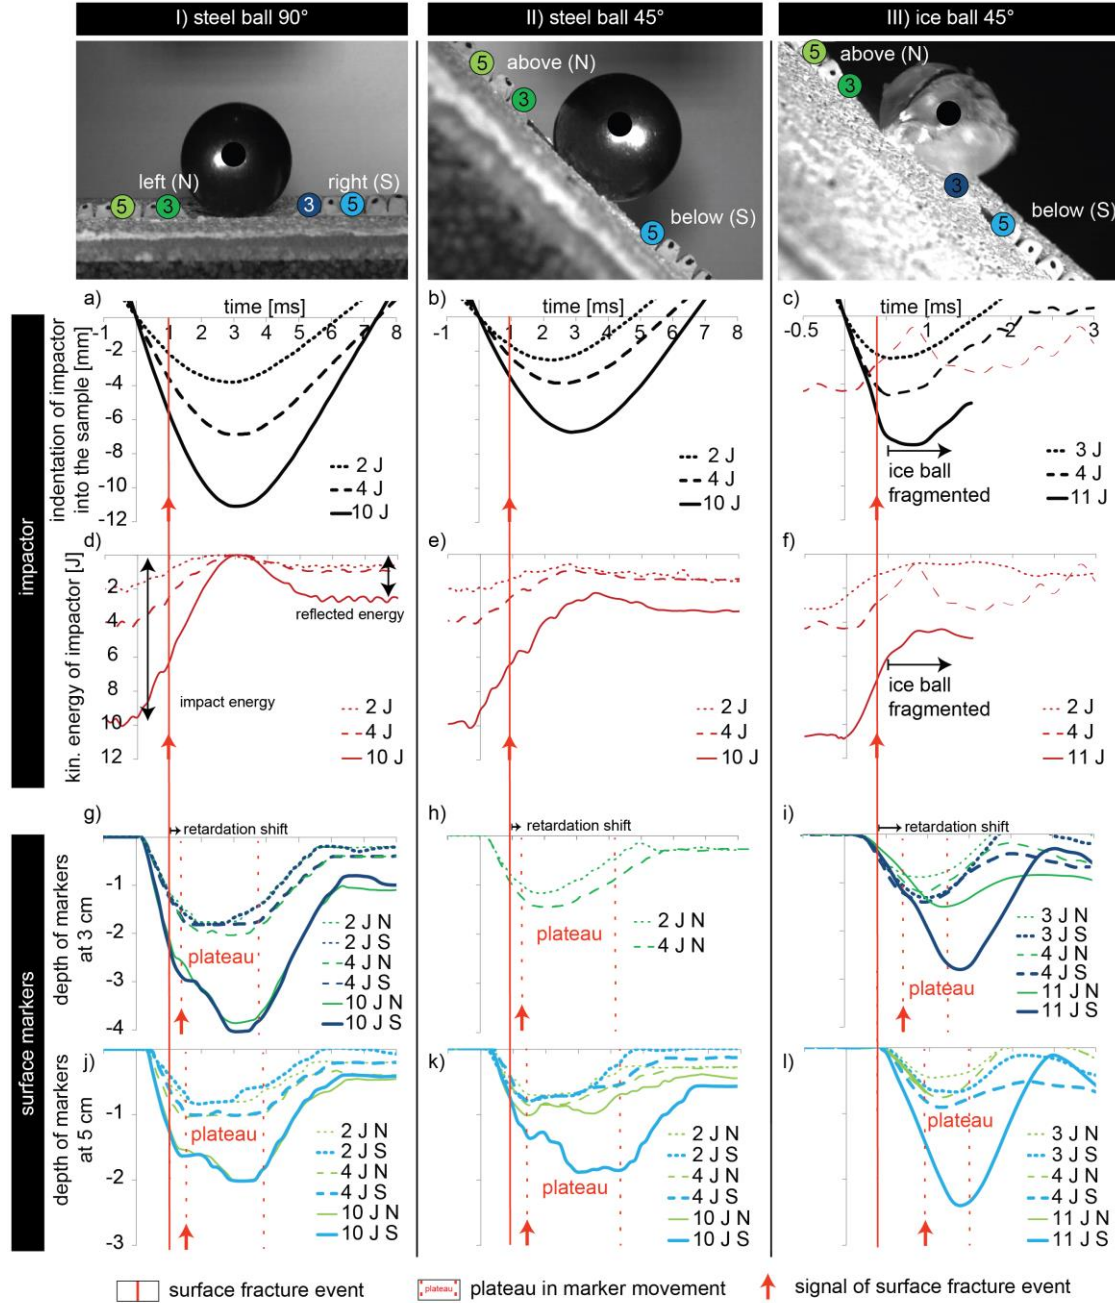 I) steel ball 90°
II) steel ball 45°
III) ice ball 45°
left (N)
right (S)
5
3
3
5
above (N)
below (S)
5
3
5
above (N)
below (S)
5
3
3
5
impactor
surface markers
a)
time [ms]
-1
1
2
3
4
5
6
7
8
indentation of impactor
into the sample [mm]
-2
-4
-6
-8
-10
-12
2 J
4 J
10 J
b)
time [ms]
-1
1
2
3
4
5
6
7
8
2 J
4 J
10 J
c)
time [ms]
-0.5
1
2
3
ice ball
fragmented
3 J
4 J
11 J
d)
kin. energy of impactor [J]
2
4
6
8
10
12
reflected energy
impact energy
2 J
4 J
10 J
e)
2 J
4 J
10 J
f)
ice ball
fragmented
2 J
4 J
11 J
g)
retardation shift
depth of markers
at 3 cm
-1
-2
-3
-4
plateau
2 J N
2 J S
4 J N
4 J S
10 J N
10 J S
h)
retardation shift
plateau
2 J N
4 J N
i)
retardation shift
plateau
3 J N
3 J S
4 J N
4 J S
11 J N
11 J S
j)
depth of markers
at 5 cm
-1
-2
-3
plateau
2 J N
2 J S
4 J N
4 J S
10 J N
10 J S
k)
plateau
2 J N
2 J S
4 J N
4 J S
10 J N
10 J S
l)
plateau
3 J N
3 J S
4 J N
4 J S
11 J N
11 J S
surface fracture event
plateau
plateau in marker movement
signal of surface fracture event